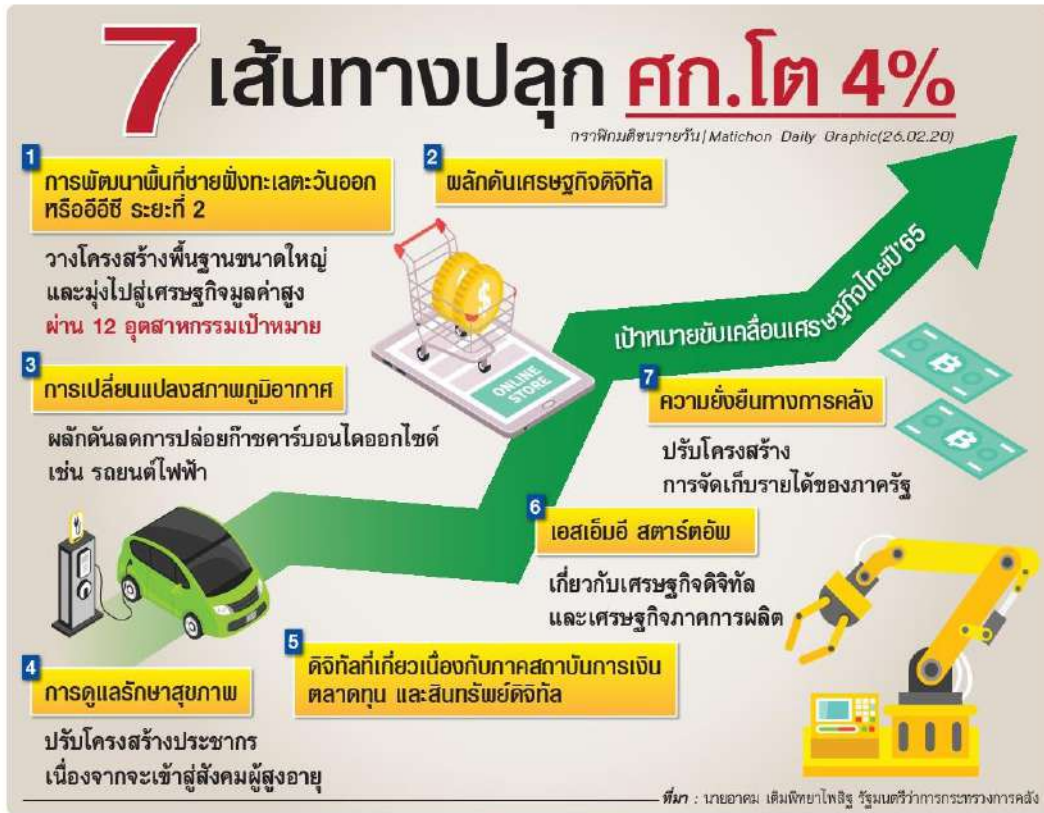 7 เส้นทางปลุก ศก.โต 4%
กราฟิกมติชนรายวัน|Matichon Daily Graphic(26.02.20)
1
การพัฒนาพื้นที่ชายฝั่งทะเลตะวันออก
หรืออีอีซี ระยะที่ 2
วางโครงสร้างพื้นฐานขนาดใหญ่
และมุ่งไปสู่เศรษฐกิจมูลค่าสูง
ผ่าน 12 อุตสาหกรรมเป้าหมาย
2
ผลักดันเศรษฐกิจดิจิทัล
$
ONLINE
STORE
เป้าหมายขับเคลื่อนเศรษฐกิจไทยปี'65
3
การเปลี่ยนแปลงสภาพภูมิอากาศ
ผลักดันลดการปล่อยก๊าซคาร์บอนไดออกไซด์
เช่น รถยนต์ไฟฟ้า
4
การดูแลรักษาสุขภาพ
ปรับโครงสร้างประชากร
เนื่องจากจะเข้าสู่สังคมผู้สูงอายุ
5
ดิจิทัลที่เกี่ยวเนื่องกับภาคสถาบันการเงิน
ตลาดทุน และสินทรัพย์ดิจิทัล
6
เอสเอ็มอี สตาร์ตอัพ
เกี่ยวกับเศรษฐกิจดิจิทัล
และเศรษฐกิจภาคการผลิต
7
ความยั่งยืนทางการคลัง
ปรับโครงสร้าง
การจัดเก็บรายได้ของภาครัฐ
฿
฿
ที่มา : นายอาคม เติมพิทยาไพสิฐ รัฐมนตรีว่าการกระทรวงการคลัง